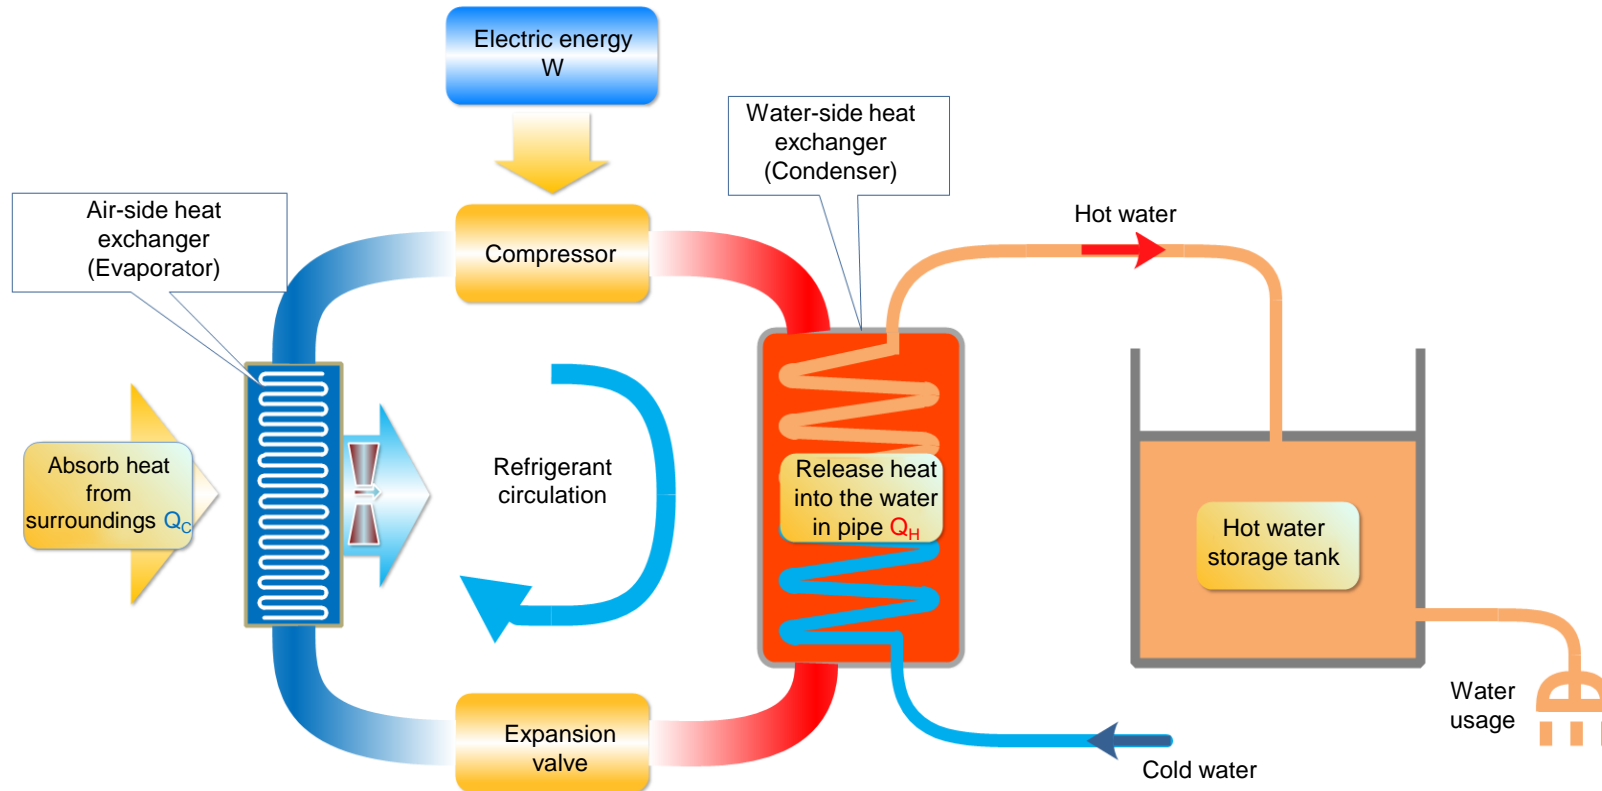 Electric energy
W
Water-side heat
exchanger
(Condenser)
Air-side heat
exchanger
(Evaporator)
Compressor
Hot water
Absorb heat
from
surroundings QC
Refrigerant
circulation
Release heat
into the water
in pipe QH
Hot water
storage tank
Water
usage
Expansion
valve
Cold water